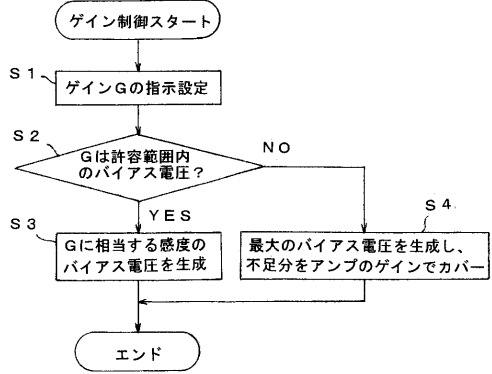 ゲイン制御スタート
S1
ゲインGの指示設定
S2
Gは許容範囲内
のバイアス電圧?
NO
YES
S3
Gに相当する感度の
バイアス電圧を生成
S4
最大のバイアス電圧を生成し、
不足分をアンプのゲインでカバー
エンド